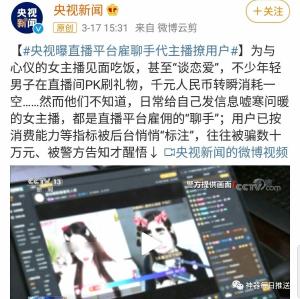 央视新闻
3-17 15:31 来自 微博云剪
+关注
央视
新闻
【#央视曝直播平台雇聊手代主播撩用户#】为与
心仪的女主播见面吃饭，甚至“谈恋爱”，不少年轻
男子在直播间PK刷礼物，千元人民币转瞬消耗一
空……然而他们不知道，日常给自己发信息嘘寒问暖
的女主播，都是直播平台雇佣的“聊手”；用户已按
消费能力等指标被后台悄悄“标注”，往往被骗数十
万元、被警方告知才醒悟↓ 央视新闻的微博视频
CCTV 13
警方提供画面
CCTV